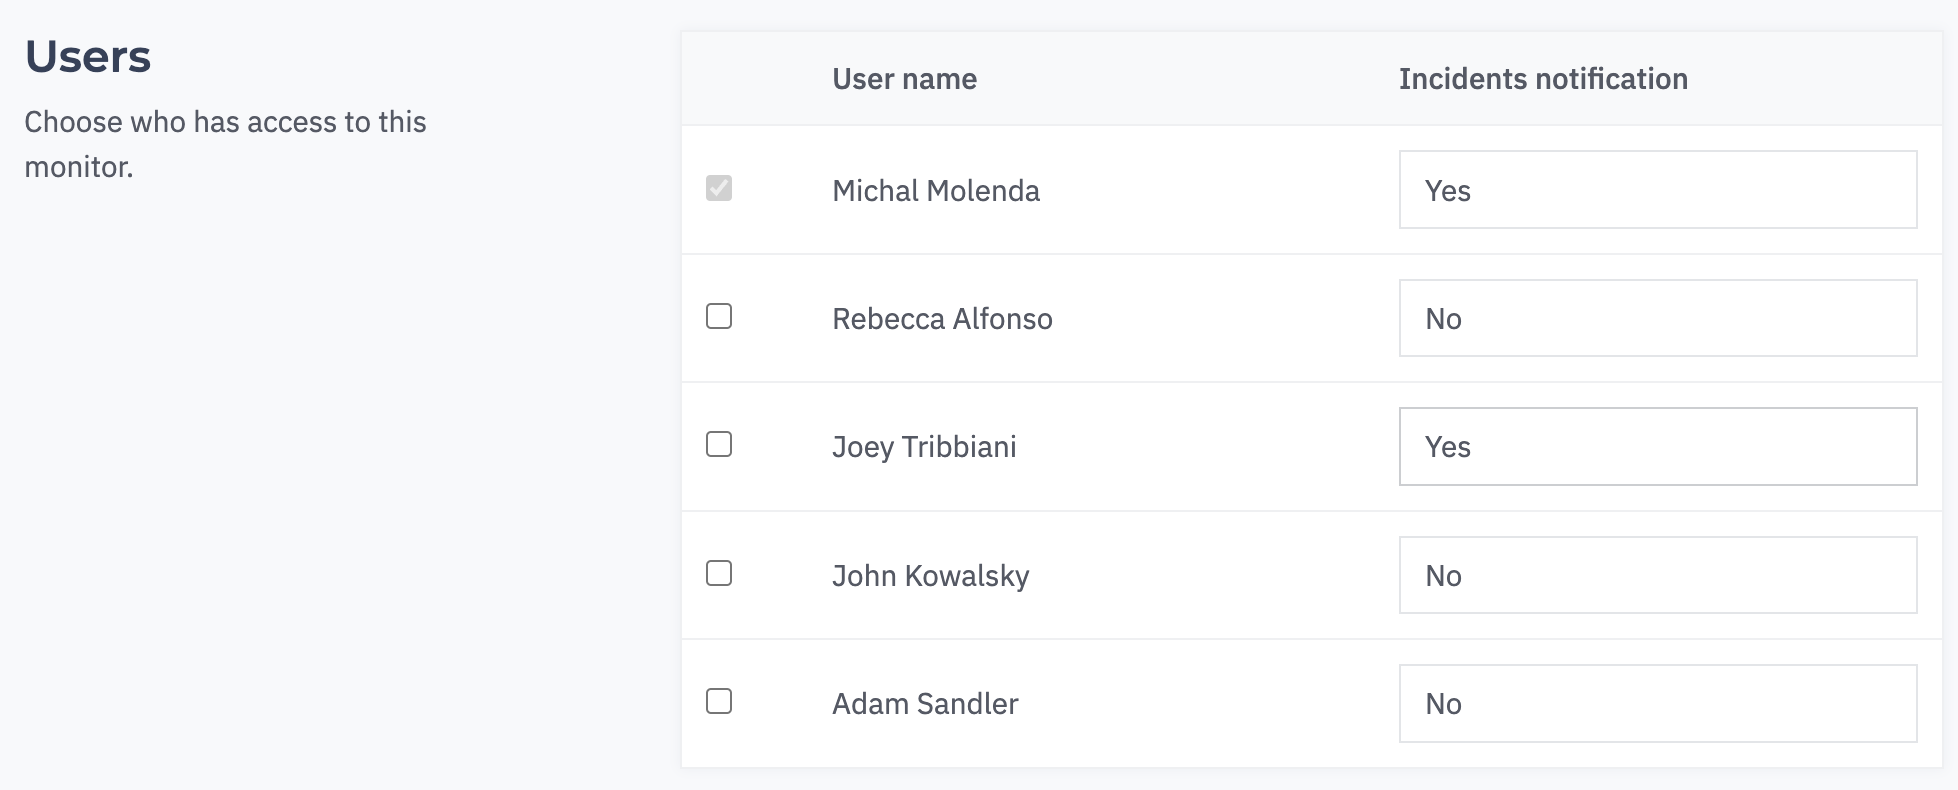 Users
Choose who has access to this
monitor.
User name Incidents notification
Michal Molenda Yes
Rebecca Alfonso No
Joey Tribbiani Yes
John Kowalsky No
Adam Sandler No